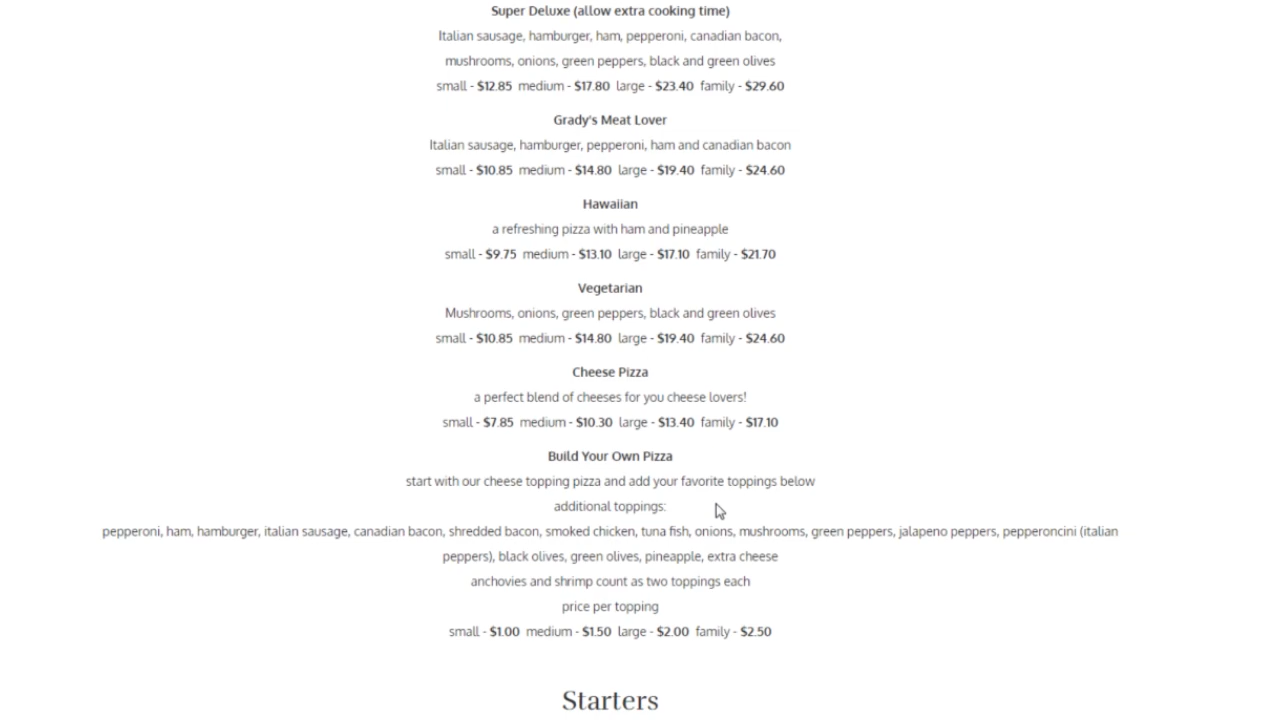 Super Deluxe (allow extra cooking time)
Italian sausage, hamburger, ham, pepperoni, canadian bacon,
mushrooms, onions, green peppers, black and green olives
small - $12.85 medium - $17.80 large - $23.40 family - $29.60
Grady's Meat Lover
Italian sausage, hamburger, pepperoni, ham and canadian bacon
small - $10.85 medium - $14.80 large - $19.40 family - $24.60
Hawaiian
a refreshing pizza with ham and pineapple
small - $9.75 medium - $13.10 large - $17.10 family - $21.70
Vegetarian
Mushrooms, onions, green peppers, black and green olives
small - $10.85 medium - $14.80 large - $19.40 family - $24.60
Cheese Pizza
a perfect blend of cheeses for you cheese lovers!
small - $7.85 medium - $10.30 large - $13.40 family - $17.10
Build Your Own Pizza
start with our cheese topping pizza and add your favorite toppings below
additional toppings:
pepperoni, ham, hamburger, italian sausage, canadian bacon, shredded bacon, smoked chicken, tuna fish, onions, mushrooms, green peppers, jalapeno peppers, pepperoncini (italian
peppers), black olives, green olives, pineapple, extra cheese
anchovies and shrimp count as two toppings each
price per topping
small - $1.00 medium - $1.50 large - $2.00 family - $2.50
Starters